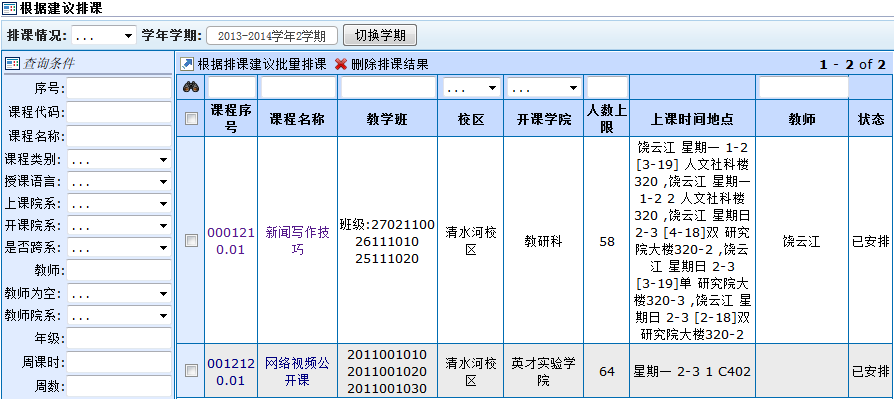 根据建议排课
排课情况: ... 学年学期: 2013-2014学年2学期 切换学期
查询条件
序号:
课程代码:
课程名称:
课程类别: ...
授课语言: ...
上课院系: ...
开课院系: ...
是否跨系: ...
教师:
教师为空: ...
教师院系: ...
年级:
周课时:
周数:
根据排课建议批量排课 删除排课结果 1 - 2 of 2
... ...
课程序
号
课程名称
教学班
校区
开课学院
人数上
限
上课时间地点
教师
状态
000121
0.01
新闻写作技
巧
班级:27021100
26111010
25111020
清水河校
区
教研科
58
饶云江 星期一 1-2
[3-19] 人文社科楼
320 ,饶云江 星期一
1-2 2 人文社科楼
320 ,饶云江 星期日
2-3 [4-18]双 研究
院大楼320-2 ,饶云
江 星期日 2-3
[3-19]单 研究院大
楼320-3 ,饶云江 星
期日 2-3 [2-18]双
研究院大楼320-2
饶云江
已安排
001212
0.01
网络视频公
开课
2011001010
2011001020
2011001030
清水河校
区
英才实验学
院
64
星期一 2-3 1 C402
已安排